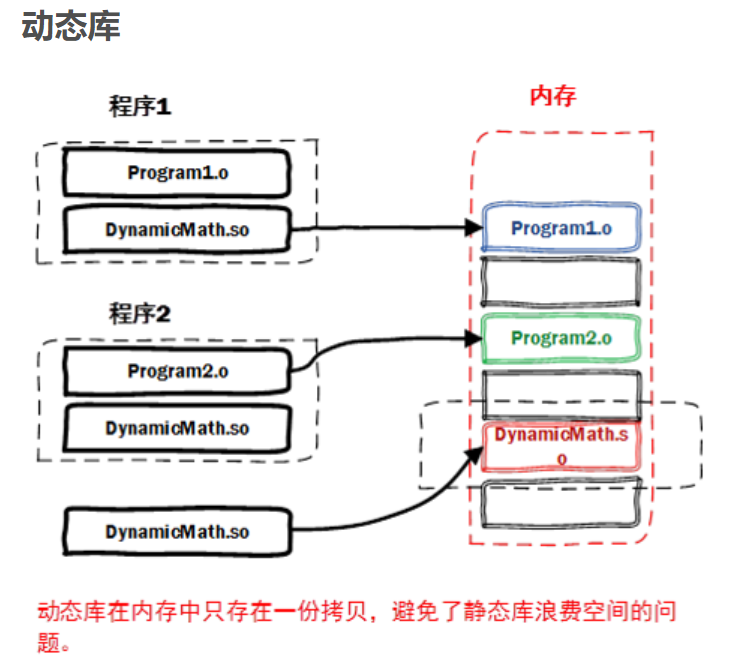 动态库
程序1
内存
Program1.o
DynamicMath.so
Program1.o
程序2
Program2.o
Program2.o
DynamicMath.so
DynamicMath.s
o
DynamicMath.so
动态库在内存中只存在一份拷贝，避免了静态库浪费空间的问
题。